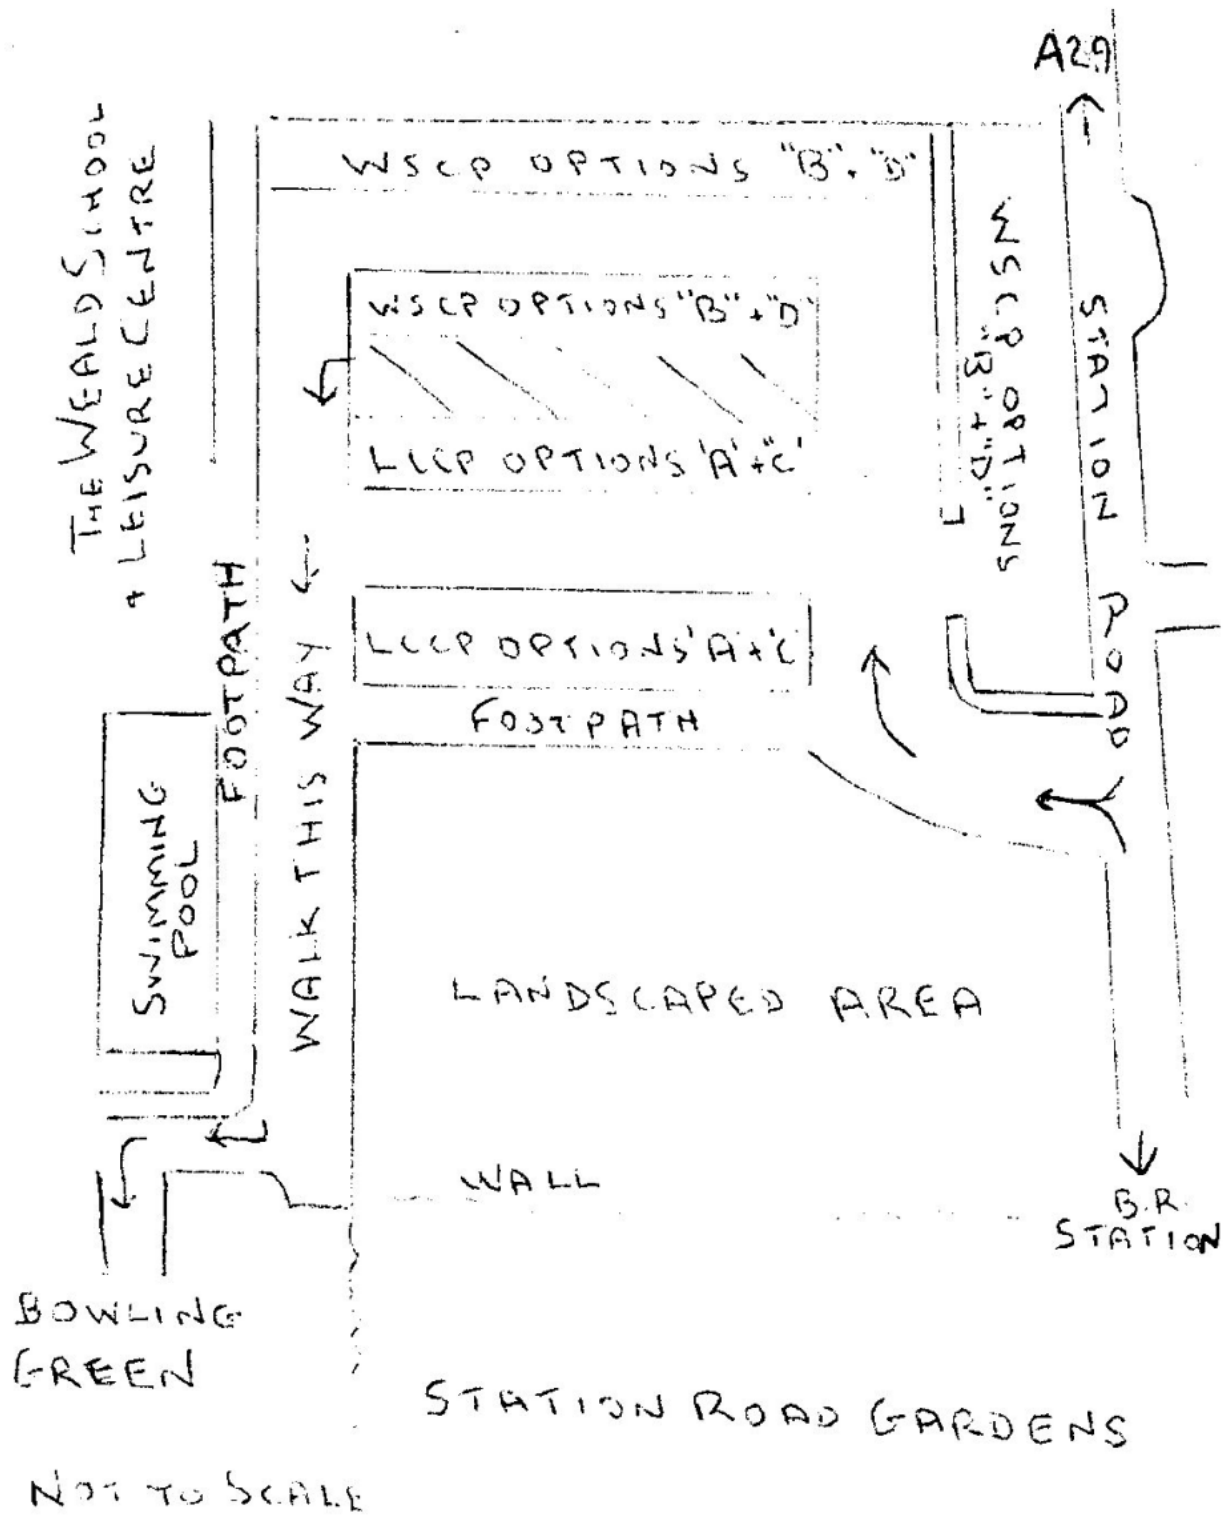 A29
THE WEALD SCHOOL
+ LEISURE CENTRE
WSCP OPTIONS "B" + "D"
WSCP OPTIONS
"B" + "D"
STATION ROAD
WSCP OPTIONS "B" + "D"
LCCP OPTIONS 'A' + "C'
LCCP OPTIONS 'A' + 'C'
FOOTPATH
FOOTPATH
WALK THIS WAY
SWIMMING
POOL
LANDSCAPED AREA
WALL
B.R.
STATION
BOWLING
GREEN
STATION ROAD GARDENS
NOT TO SCALE